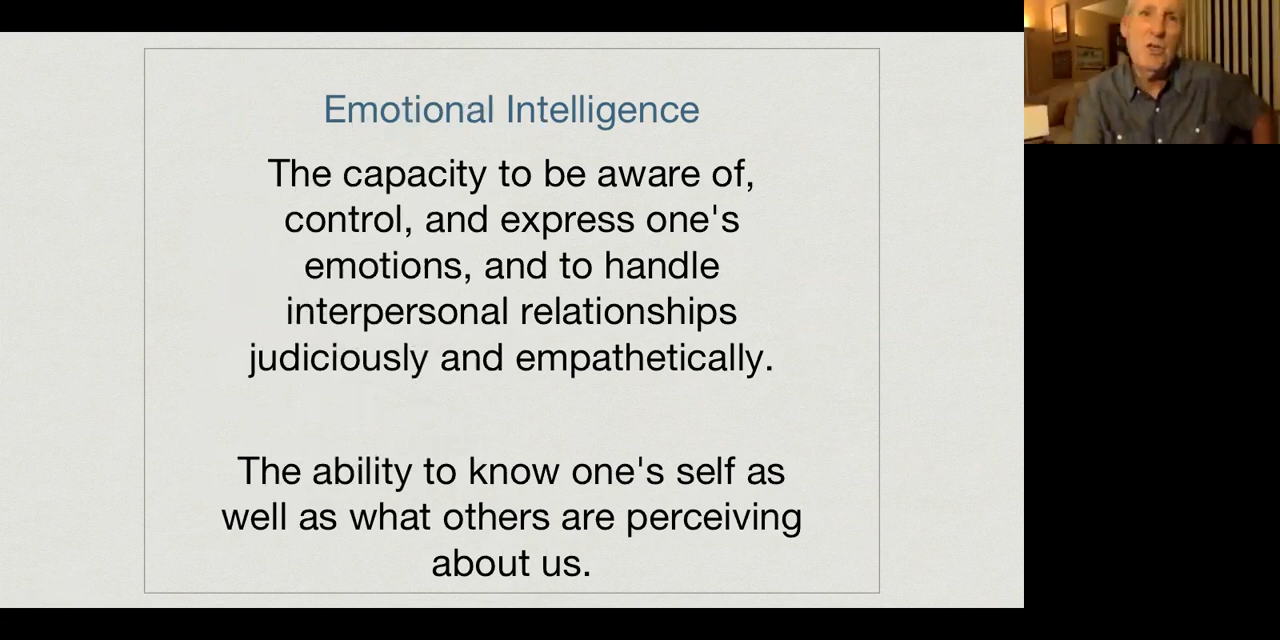 Emotional Intelligence
The capacity to be aware of,
control, and express one's
emotions, and to handle
interpersonal relationships
judiciously and empathetically.
The ability to know one's self as
well as what others are perceiving
about us.